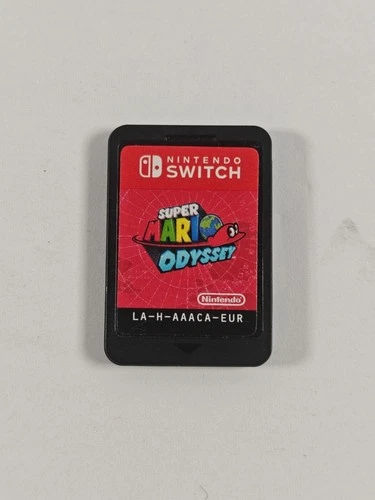 NINTENDO
SWITCH
SUPER
MARIO
ODYSSEY
Nintendo
LA-H-AAACA-EUR